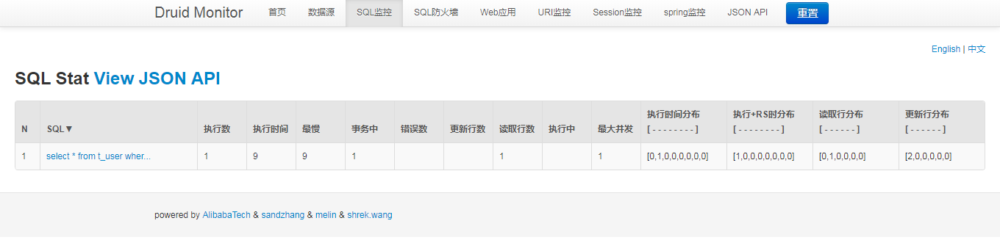 Druid Monitor 首页 数据源 SQL监控 SQL防火墙 Web应用 URI监控 Session监控 spring监控 JSON API 重置
English | 中文
SQL Stat View JSON API
N SQL▼ 执行数 执行时间 最慢 事务中 错误数 更新行数 读取行数 执行中 最大并发 执行时间分布 [ - - - - - - - - ] 执行+RS时分布 [ - - - - - - - - ] 读取行分布 [ - - - - - - ] 更新行分布 [ - - - - - - ]
1 select * from t_user wher... 1 9 9 1 1 1 [0,1,0,0,0,0,0,0] [1,0,0,0,0,0,0,0] [0,1,0,0,0,0] [2,0,0,0,0,0]
powered by AlibabaTech & sandzhang & melin & shrek.wang